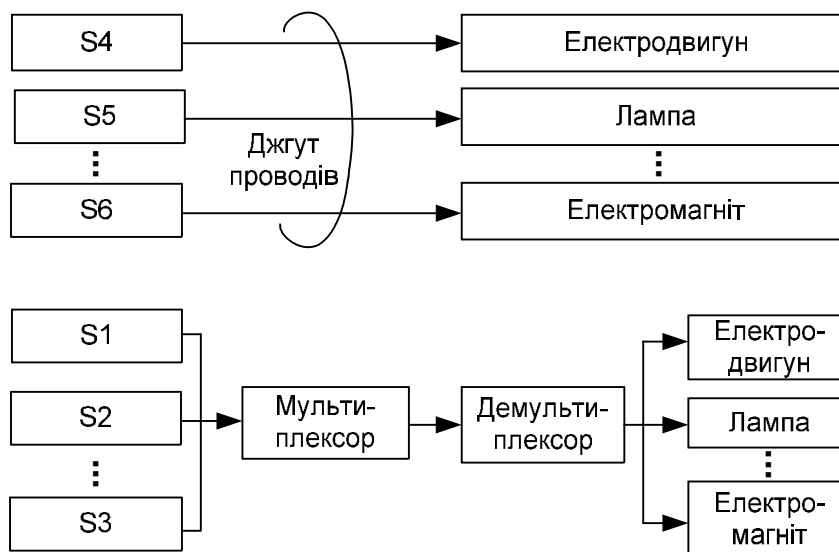 S4
Електродвигун
S5
Лампа
Джгут
проводів
S6
Електромагніт
S1
Електро-
двигун
S2
Мульти-
плексор
Демульти-
плексор
Лампа
S3
Електро-
магніт